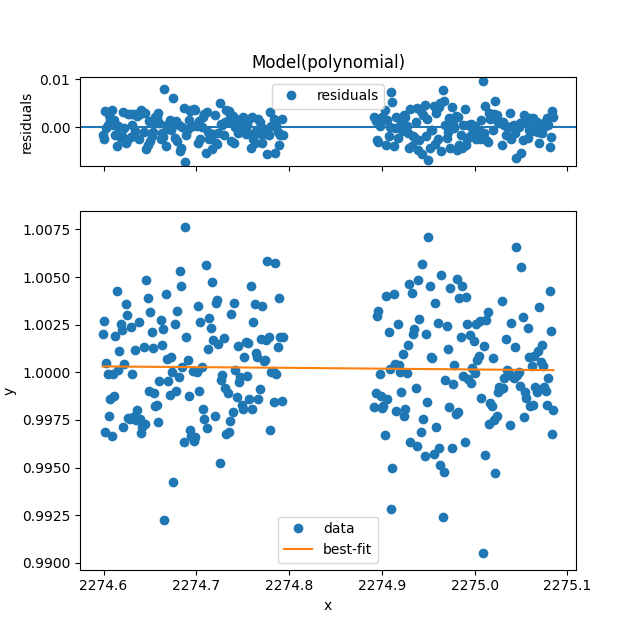 Model(polynomial)
0.01
0.00
residuals
residuals
1.0075
1.0050
1.0025
1.0000
0.9975
0.9950
0.9925
0.9900
y
data
best-fit
2274.6 2274.7 2274.8 2274.9 2275.0 2275.1
x